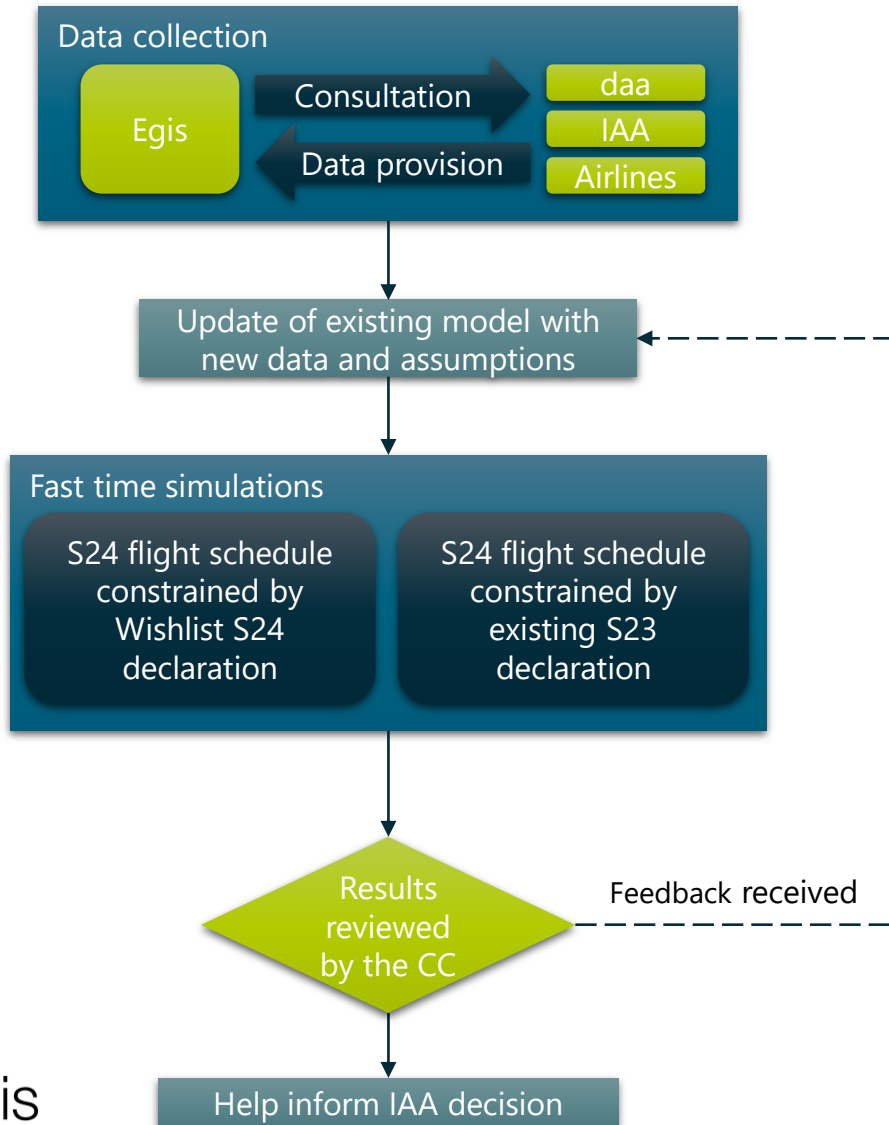 Data collection
Egis
Consultation
Data provision
daa
IAA
Airlines
Update of existing model with
new data and assumptions
Fast time simulations
S24 flight schedule
constrained by
Wishlist S24
declaration
S24 flight schedule
constrained by
existing S23
declaration
Results
reviewed
by the CC
Feedback received
is
Help inform IAA decision